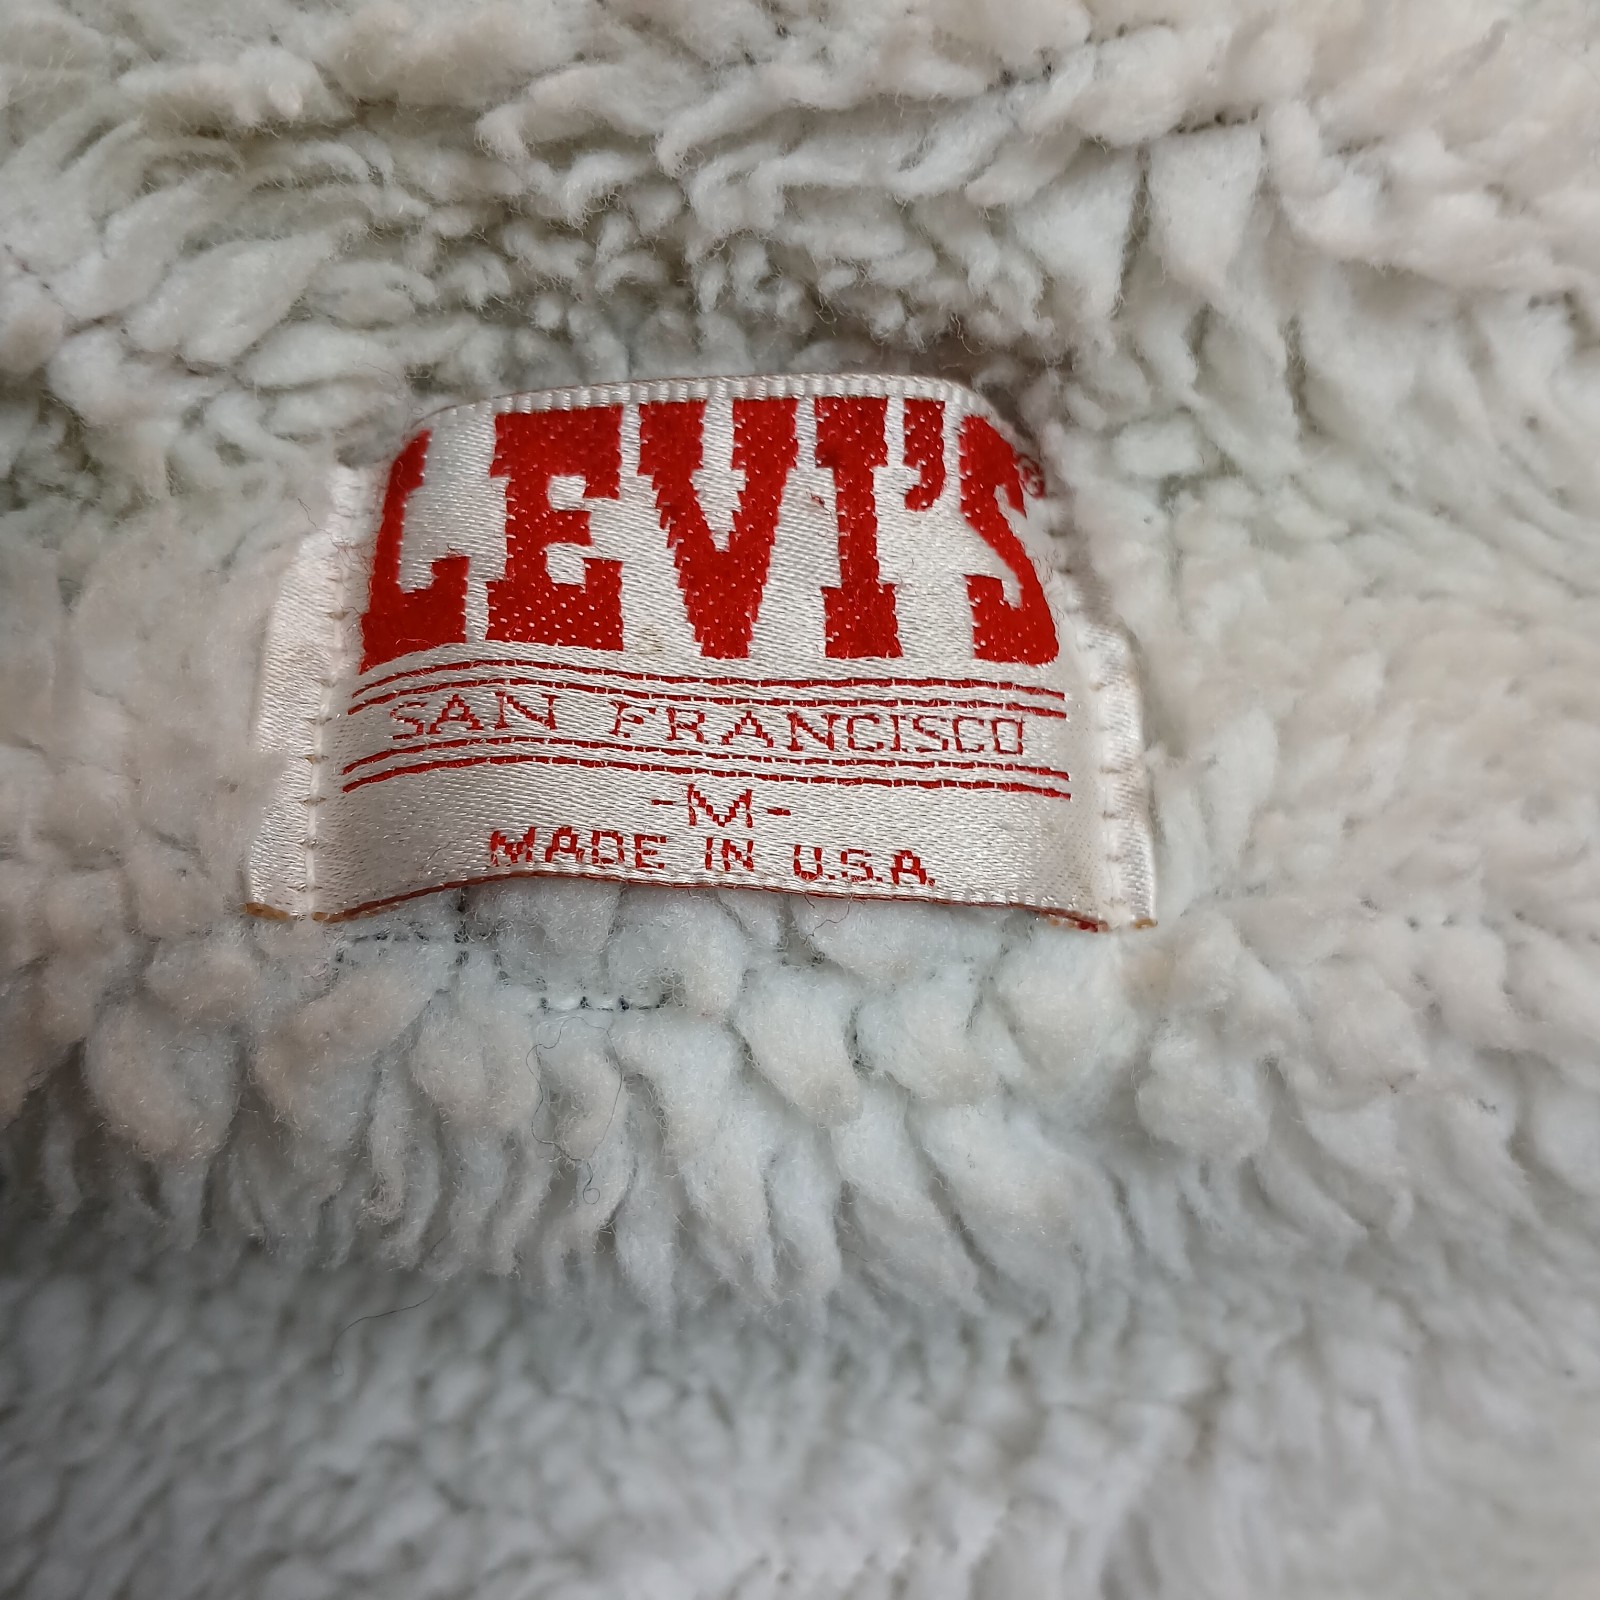 LEVI'S®
SAN FRANCISCO
-M-
MADE IN U.S.A.